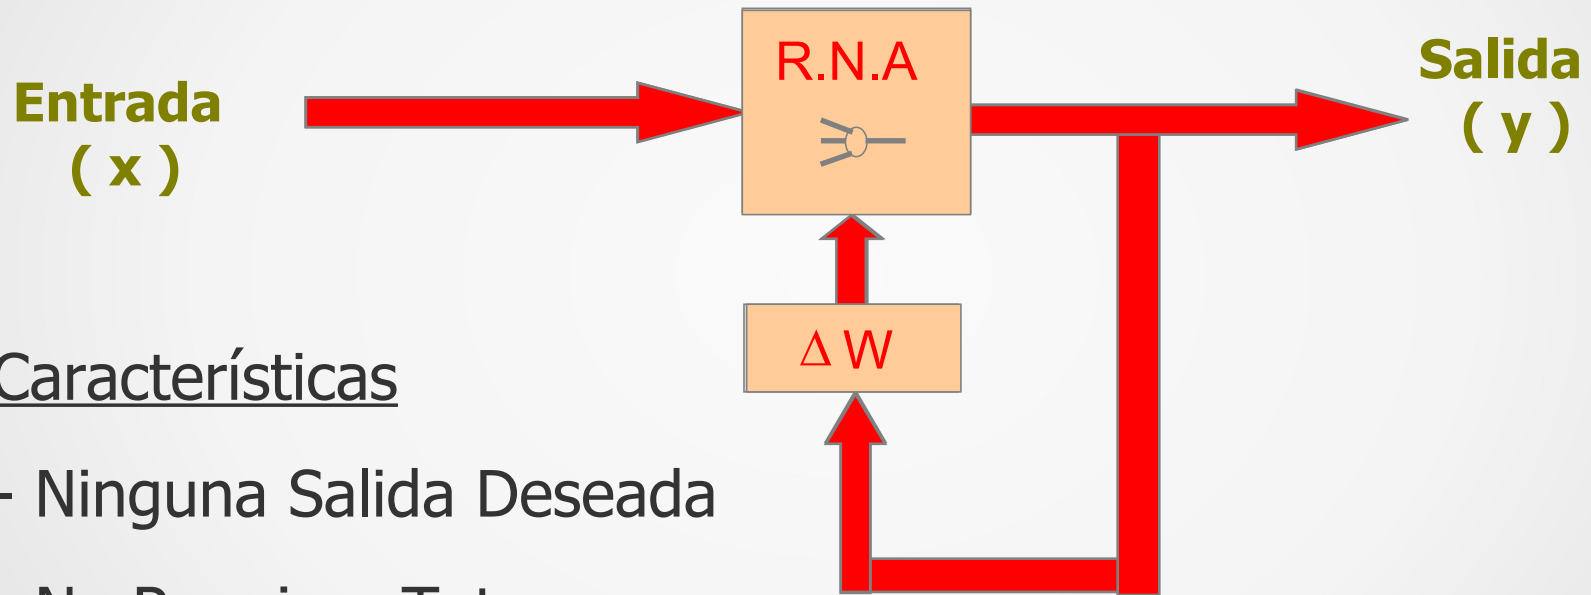 Entrada
( x )
R.N.A
Salida
( y )
Δ W
Características
- Ninguna Salida Deseada